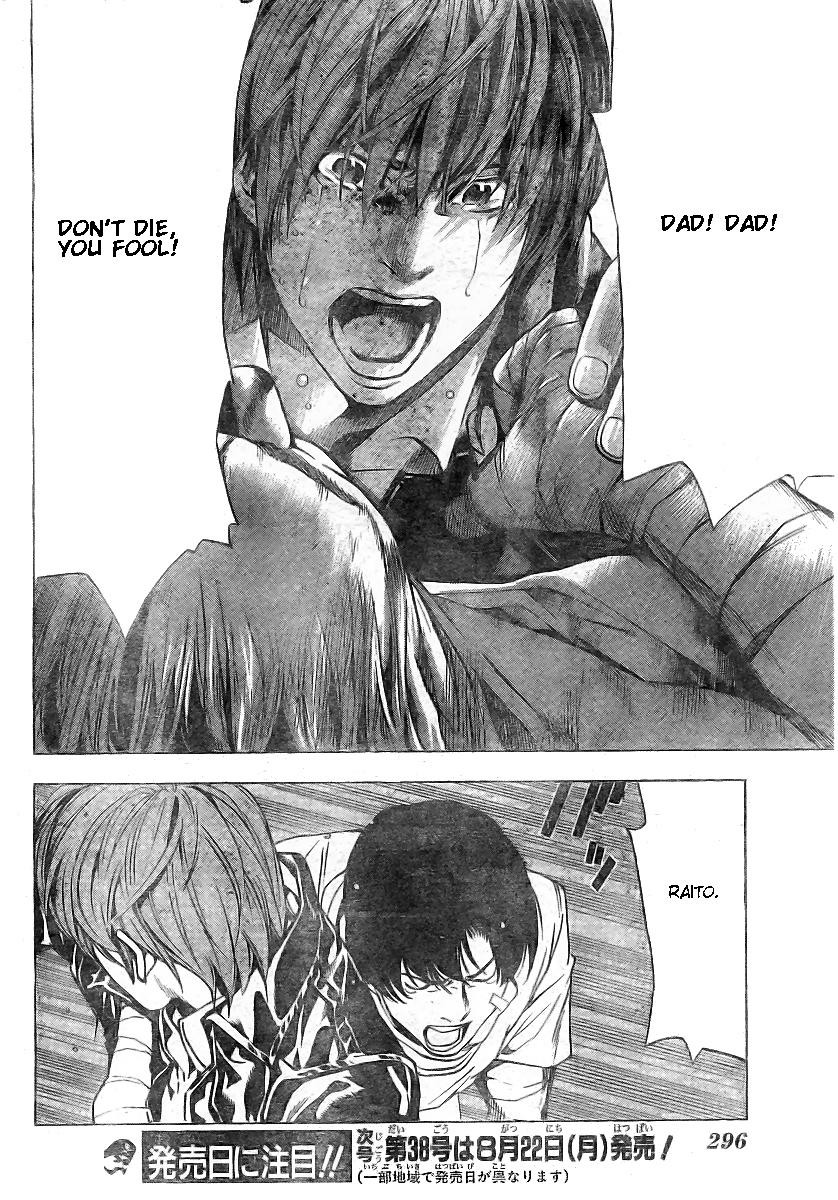 DAD! DAD!
DON'T DIE,
YOU FOOL!
RAITO.
発売日に注目!!
次号第38号は8月22日(月)発売!
(一部地域で発売日が異なります)
296